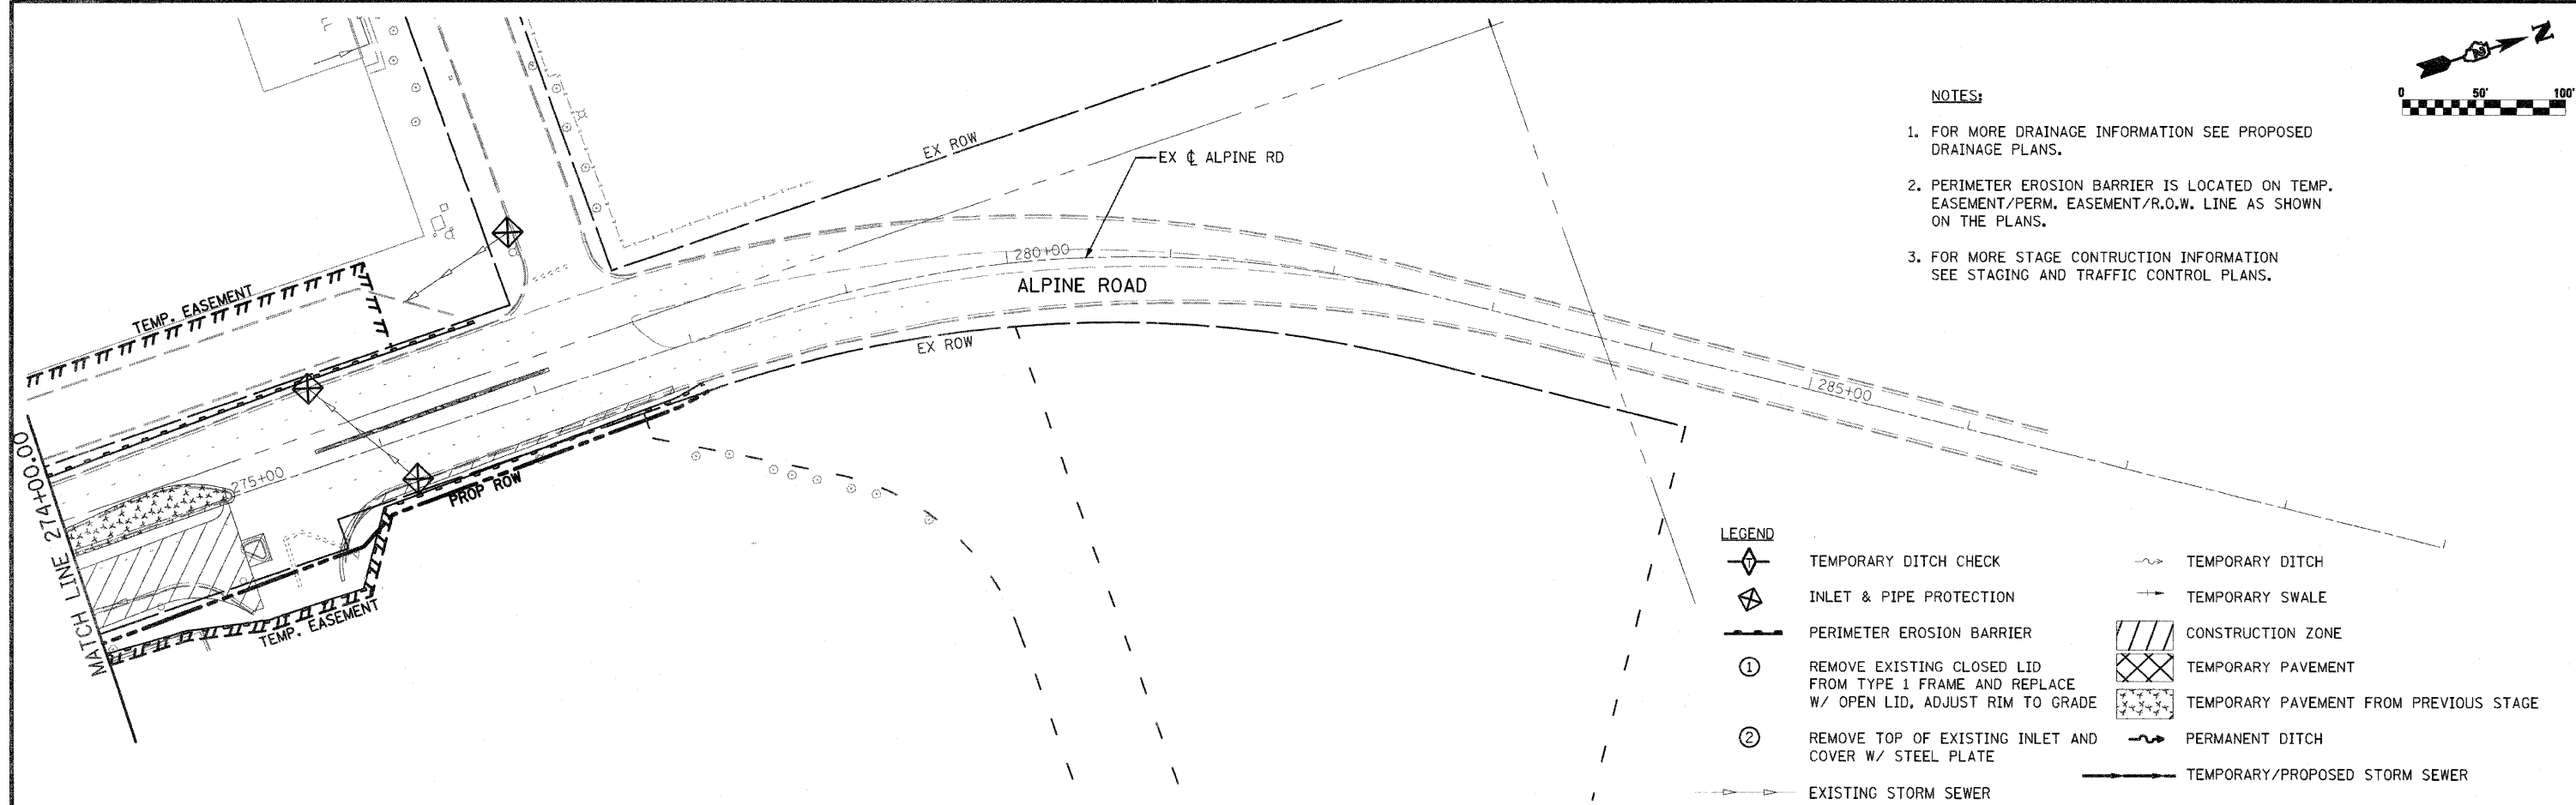 N
0 50' 100'
NOTES:
1. FOR MORE DRAINAGE INFORMATION SEE PROPOSED
DRAINAGE PLANS.
2. PERIMETER EROSION BARRIER IS LOCATED ON TEMP.
EASEMENT/PERM. EASEMENT/R.O.W. LINE AS SHOWN
ON THE PLANS.
3. FOR MORE STAGE CONTRUCTION INFORMATION
SEE STAGING AND TRAFFIC CONTROL PLANS.
EX ROW
EX ℄ ALPINE RD
280+00
ALPINE ROAD
EX ROW
TEMP. EASEMENT
285+00
275+00
PROP ROW
MATCH LINE 274+00.00
TEMP. EASEMENT
LEGEND
T TEMPORARY DITCH CHECK
INLET & PIPE PROTECTION
PERIMETER EROSION BARRIER
1 REMOVE EXISTING CLOSED LID
FROM TYPE 1 FRAME AND REPLACE
W/ OPEN LID, ADJUST RIM TO GRADE
2 REMOVE TOP OF EXISTING INLET AND
COVER W/ STEEL PLATE
EXISTING STORM SEWER
TEMPORARY DITCH
TEMPORARY SWALE
CONSTRUCTION ZONE
TEMPORARY PAVEMENT
TEMPORARY PAVEMENT FROM PREVIOUS STAGE
PERMANENT DITCH
TEMPORARY/PROPOSED STORM SEWER